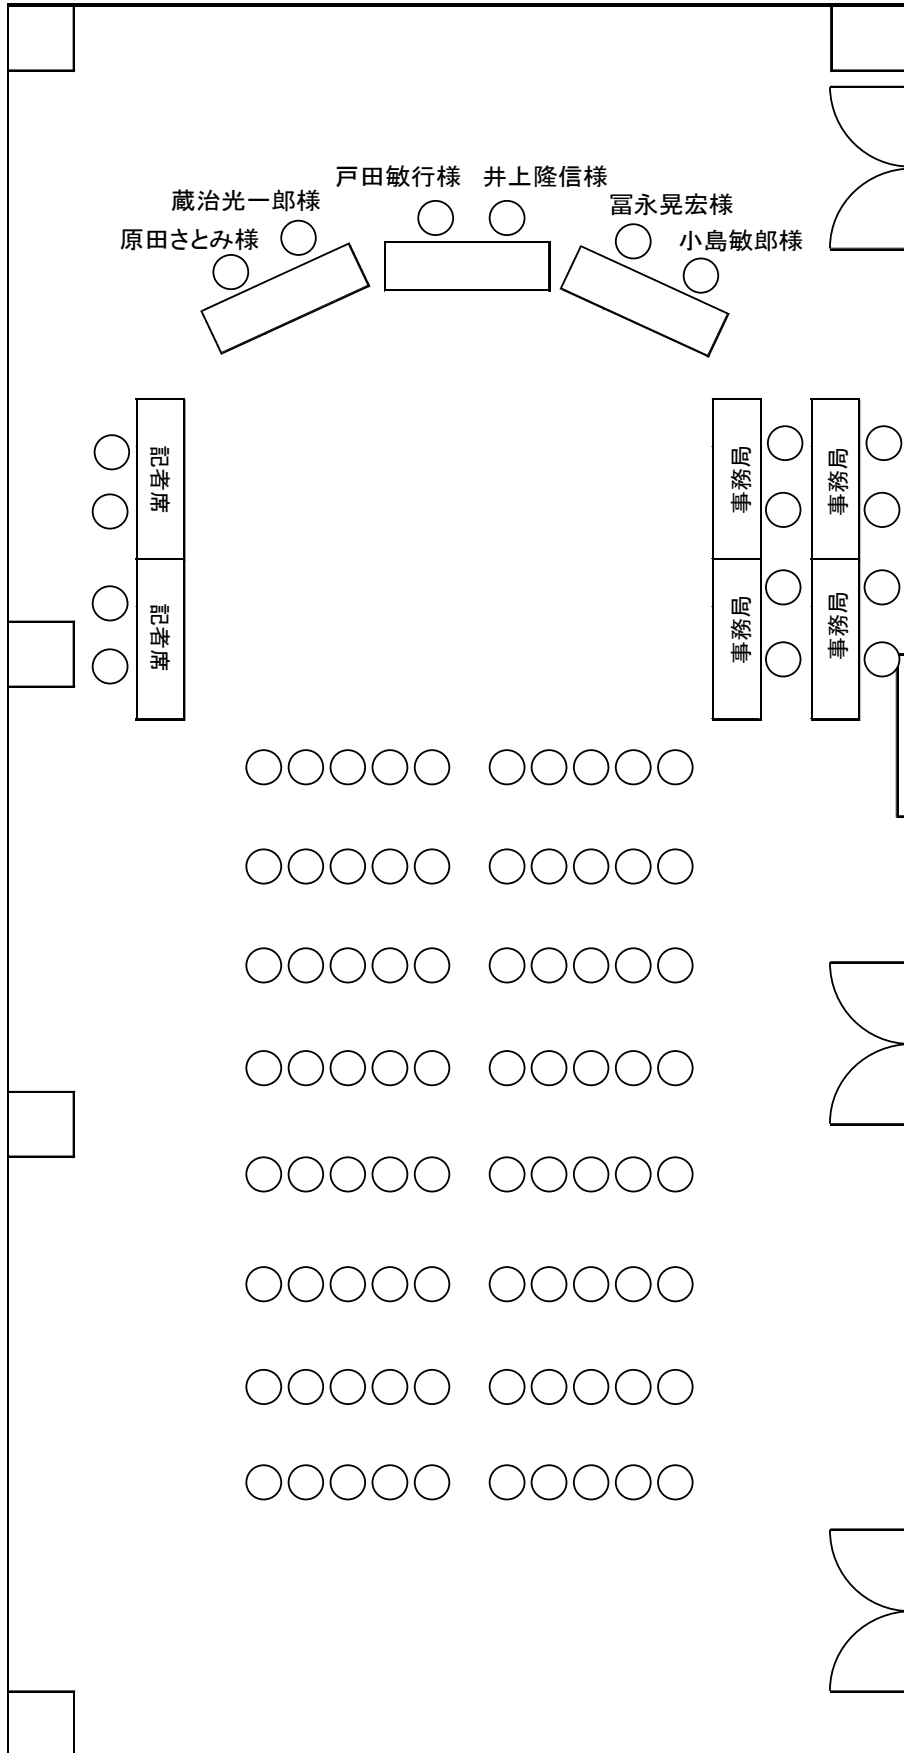 戸田敏行様
井上隆信様
蔵治光一郎様
冨永晃宏様
原田さとみ様
小島敏郎様
記者席
事務局
事務局
記者席
事務局
事務局